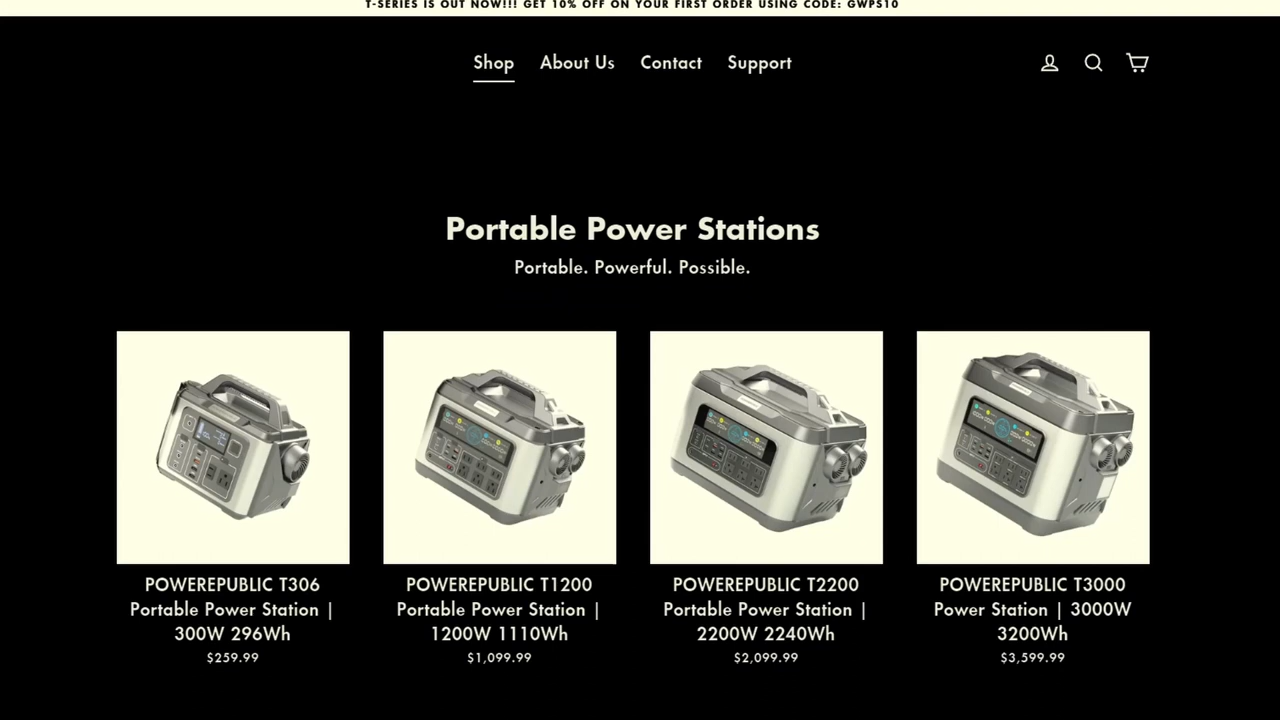 T-SERIES IS OUT NOW!!! GET 10% OFF ON YOUR FIRST ORDER USING CODE: GWPS10
Shop About Us Contact Support
Portable Power Stations
Portable. Powerful. Possible.
POWEREPUBLIC T306
Portable Power Station |
300W 296Wh
$259.99
POWEREPUBLIC T1200
Portable Power Station |
1200W 1110Wh
$1,099.99
POWEREPUBLIC T2200
Portable Power Station |
2200W 2240Wh
$2,099.99
POWEREPUBLIC T3000
Power Station | 3000W
3200Wh
$3,599.99